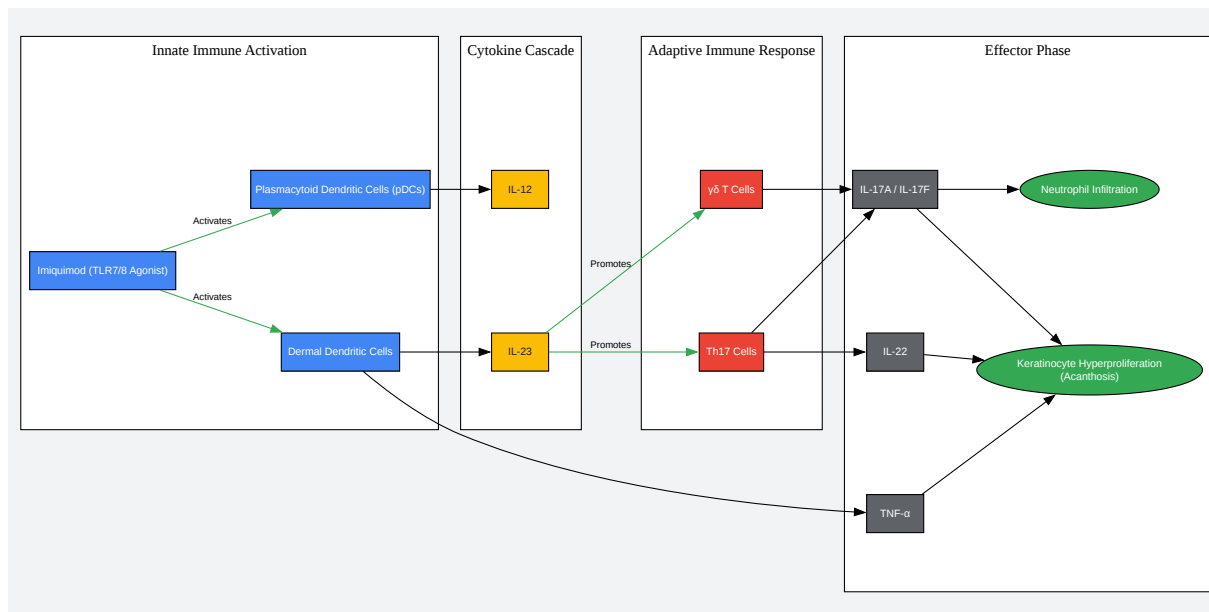 Innate Immune Activation
Cytokine Cascade
Adaptive Immune Response
Effector Phase
Plasmacytoid Dendritic Cells (pDCs)
IL-12
γδ T Cells
IL-17A / IL-17F
Neutrophil Infiltration
Activates
Imiquimod (TLR7/8 Agonist)
Promotes
Activates
Dermal Dendritic Cells
IL-23
Promotes
Th17 Cells
IL-22
Keratinocyte Hyperproliferation
(Acanthosis)
TNF-α